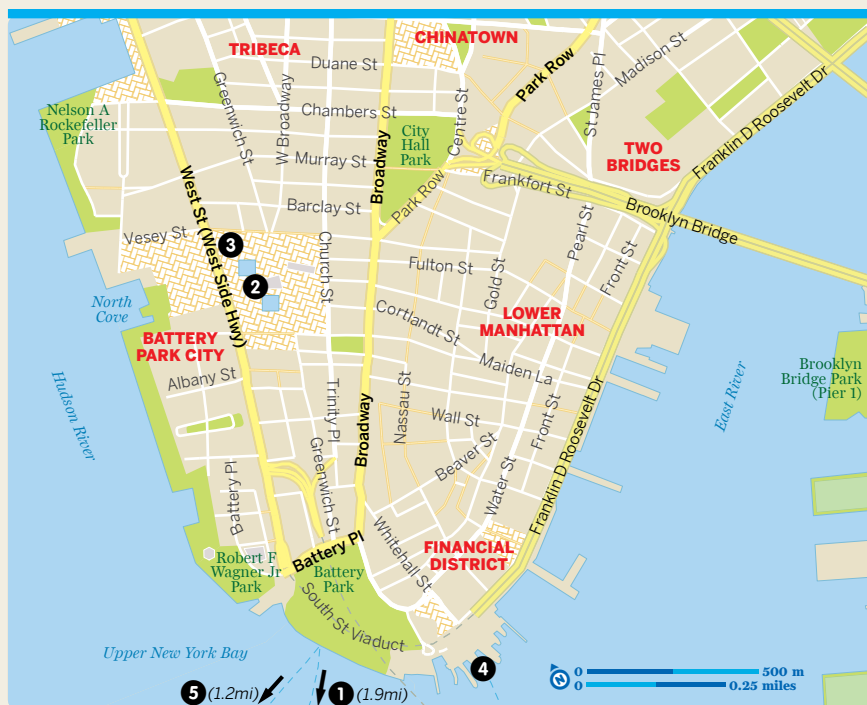 TRIBECA
CHINATOWN
Duane St
Park Row
Madison St
St James Pl
Franklin D Roosevelt Dr
Greenwich St
W Broadway
Chambers St
Centre St
Nelson A
Rockefeller
Park
City
Hall
Park
Broadway
Murray St
TWO
BRIDGES
Frankfort St
Park Row
Barclay St
Brooklyn Bridge
West St (West Side Hwy)
Vesey St
3
Church St
Fulton St
Gold St
Pearl St
Front St
2
North
Cove
LOWER
MANHATTAN
Cortlandt St
BATTERY
PARK CITY
Maiden La
Albany St
Hudson River
East River
Brooklyn
Bridge Park
(Pier 1)
Trinity Pl
Nassau St
Wall St
Front St
Franklin D Roosevelt Dr
Broadway
Greenwich St
Beaver St
Water St
Battery Pl
Whitehall St
FINANCIAL
DISTRICT
Battery Pl
Robert F
Wagner Jr
Park
Battery
Park
South St Viaduct
Upper New York Bay
4
N
0 500 m
0 0.25 miles
5 (1.2mi)
1 (1.9mi)